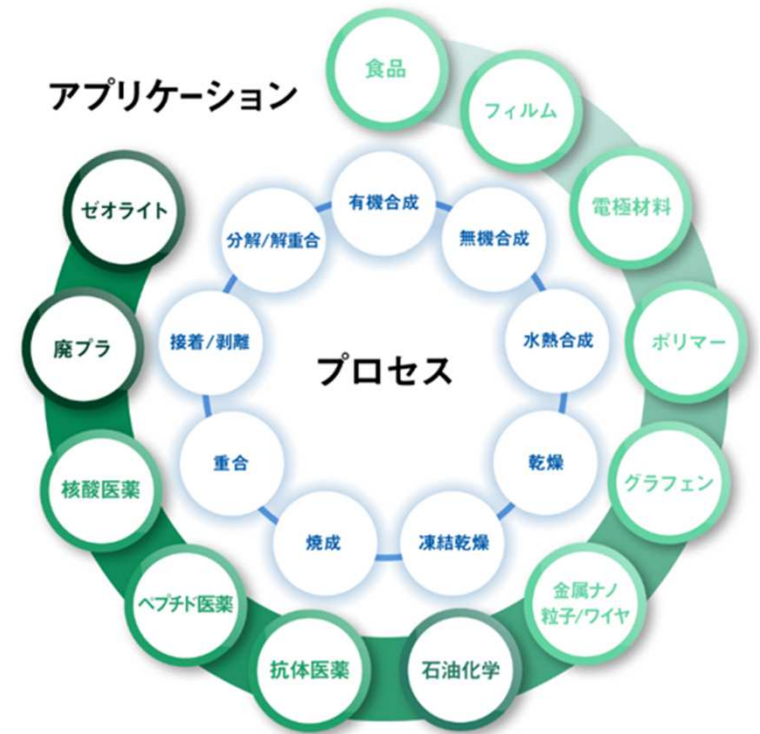 アプリケーション
食品
フィルム
電極材料
ポリマー
グラフェン
金属ナノ
粒子/ワイヤ
石油化学
抗体医薬
ペプチド医薬
核酸医薬
廃プラ
ゼオライト
プロセス
有機合成
無機合成
水熱合成
乾燥
凍結乾燥
焼成
重合
接着/剥離
分解/解重合